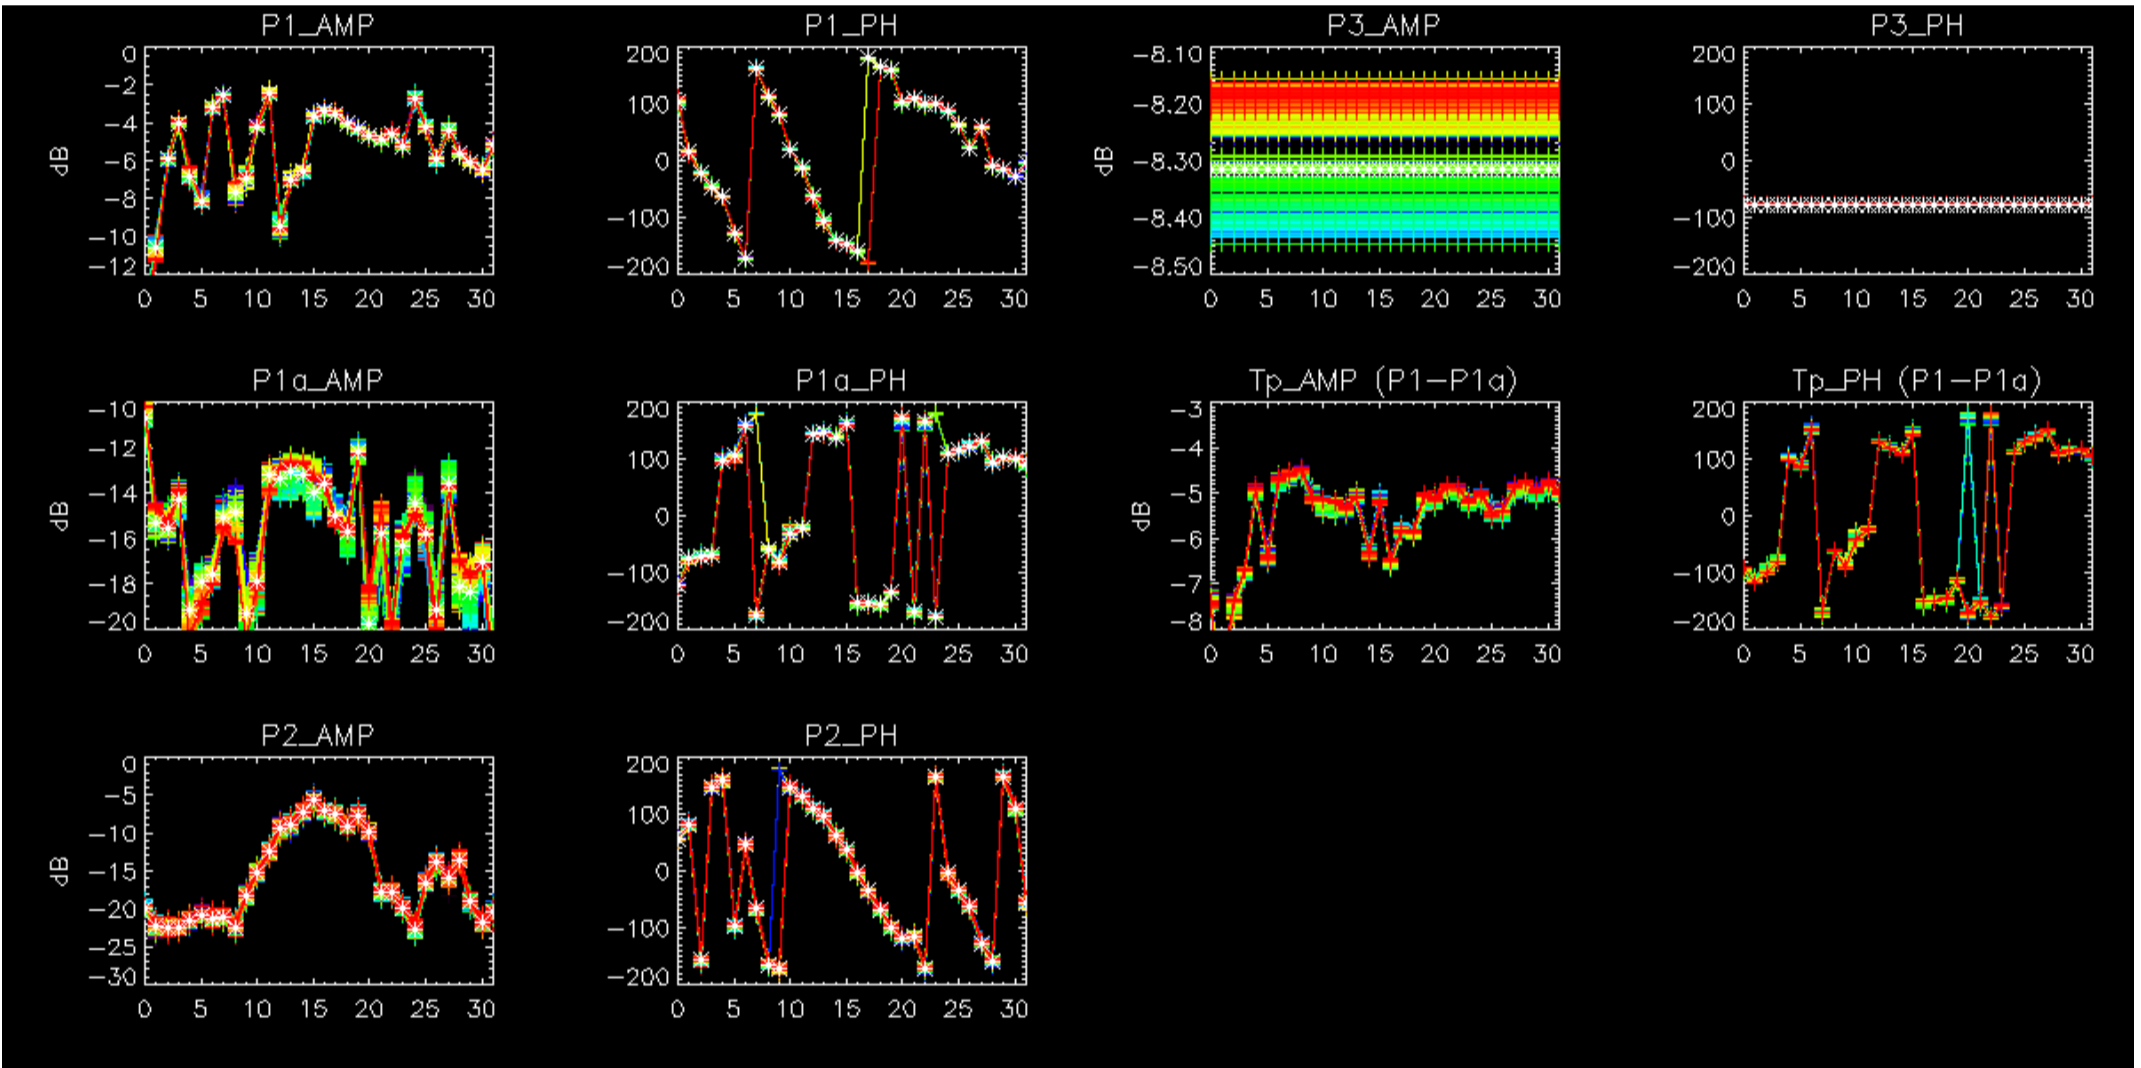 P1_AMP
P1_PH
P3_AMP
P3_PH
0
-2
-4
-6
-8
-10
-12
dB
0 5 10 15 20 25 30
200
100
0
-100
-200
0 5 10 15 20 25 30
-8.10
-8.20
-8.30
-8.40
-8.50
dB
0 5 10 15 20 25 30
200
100
0
-100
-200
0 5 10 15 20 25 30
P1a_AMP
P1a_PH
Tp_AMP (P1-P1a)
Tp_PH (P1-P1a)
-10
-12
-14
-16
-18
-20
dB
0 5 10 15 20 25 30
200
100
0
-100
-200
0 5 10 15 20 25 30
-3
-4
-5
-6
-7
-8
dB
0 5 10 15 20 25 30
200
100
0
-100
-200
0 5 10 15 20 25 30
P2_AMP
P2_PH
0
-5
-10
-15
-20
-25
-30
dB
0 5 10 15 20 25 30
200
100
0
-100
-200
0 5 10 15 20 25 30